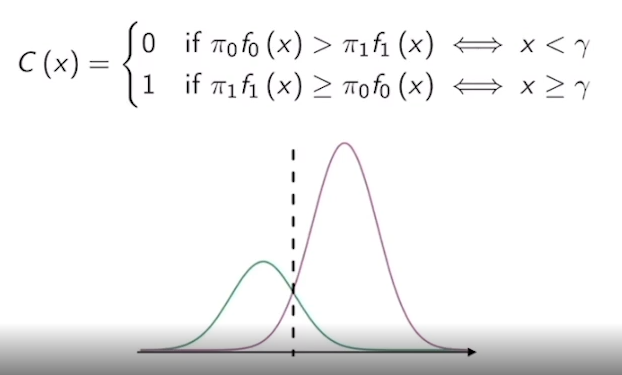 C (x) = { 0 if π₀f₀ (x) > π₁f₁ (x) ⟺ x < γ
1 if π₁f₁ (x) ≥ π₀f₀ (x) ⟺ x ≥ γ